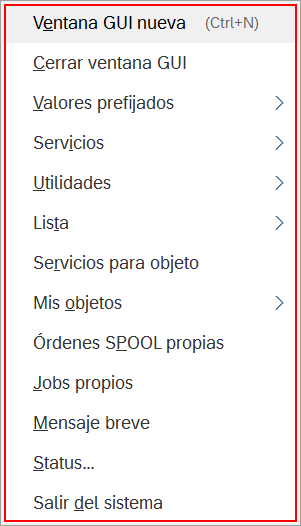 Ventana GUI nueva (Ctrl+N)
Cerrar ventana GUI
Valores prefijados
Servicios
Utilidades
Lista
Servicios para objeto
Mis objetos
Órdenes SPOOL propias
Jobs propios
Mensaje breve
Status...
Salir del sistema